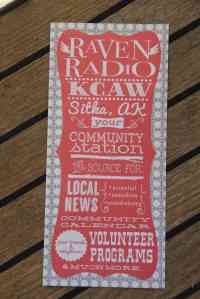 RAVEN
RADIO
KCAW
Sitka, AK
your
COMMUNITY
Station
THE SOURCE FOR
LOCAL
NEWS
COMMUNITY
CALENDAR
VOLUNTEER
PROGRAMS
& MUCH MORE